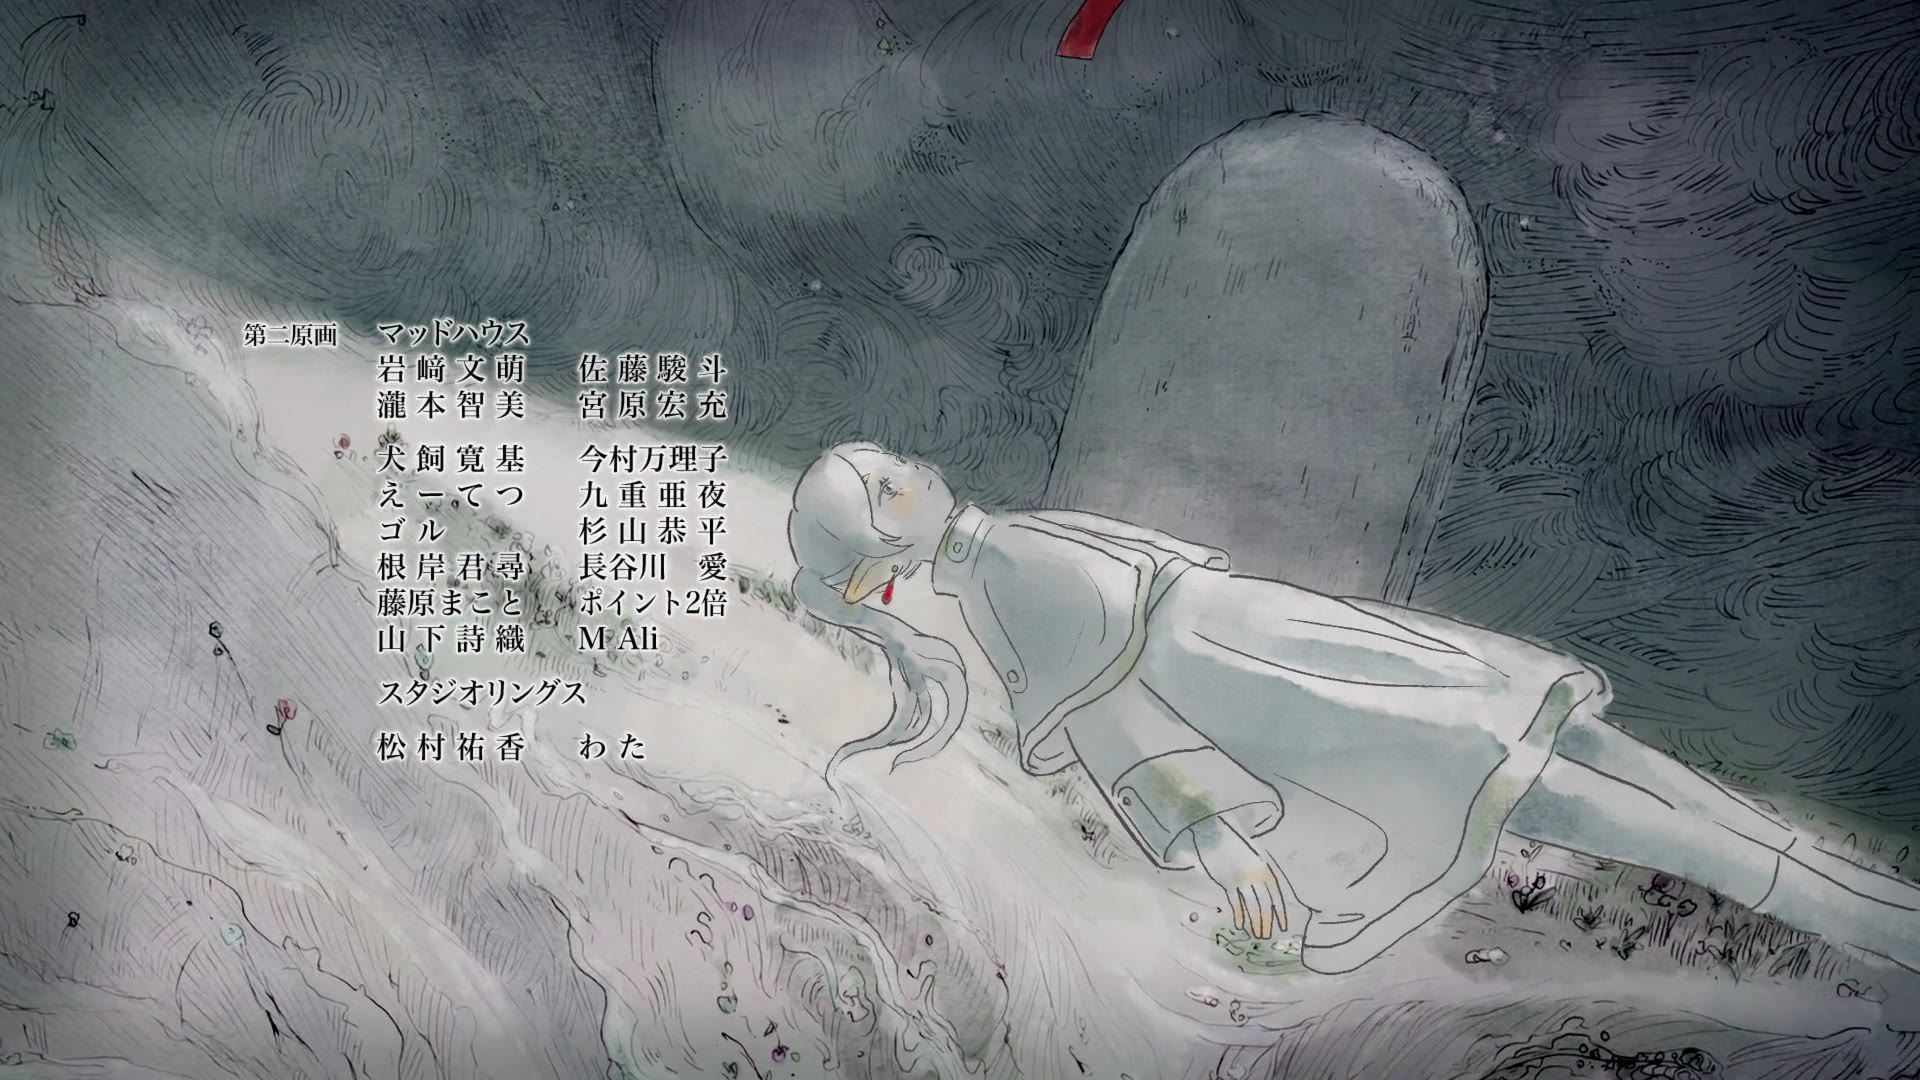 第二原画 マッドハウス
岩﨑文萌 佐藤駿斗
瀧本智美 宮原宏充
犬飼寛基 今村万理子
えーてつ 九重亜夜
ゴル 杉山恭平
根岸君尋 長谷川 愛
藤原まこと ポイント2倍
山下詩織 M Ali
スタジオリングス
松村祐香 わた